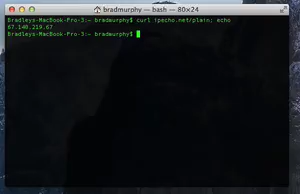 bradmurphy — bash — 80×24
Bradleys-MacBook-Pro-3:~ bradmurphy$ curl ipecho.net/plain; echo
67.140.219.67
Bradleys-MacBook-Pro-3:~ bradmurphy$